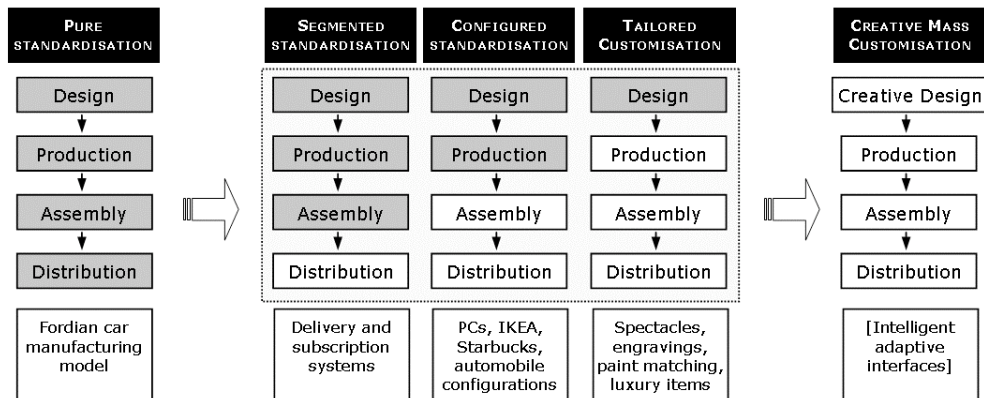 PURE
STANDARDISATION
SEGMENTED
STANDARDISATION
CONFIGURED
STANDARDISATION
TAILORED
CUSTOMISATION
CREATIVE MASS
CUSTOMISATION
Design
Production
Assembly
Distribution
Design
Production
Assembly
Distribution
Design
Production
Assembly
Distribution
Design
Production
Assembly
Distribution
Creative Design
Production
Assembly
Distribution
Fordian car
manufacturing
model
Delivery and
subscription
systems
PCs, IKEA,
Starbucks,
automobile
configurations
Spectacles,
engravings,
paint matching,
luxury items
[Intelligent
adaptive
interfaces]